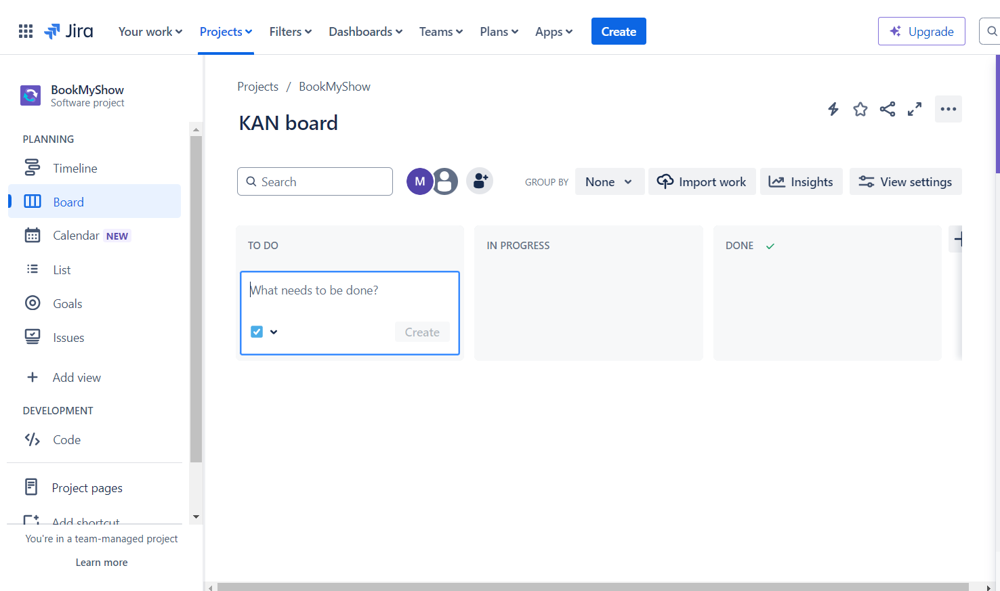 Jira Your work Projects Filters Dashboards Teams Plans Apps Create Upgrade
BookMyShow
Software project
PLANNING
Timeline
Board
Calendar NEW
List
Goals
Issues
Add view
DEVELOPMENT
Code
Project pages
Add shortcut
You're in a team-managed project
Learn more
Projects / BookMyShow
KAN board
Search M GROUP BY None Import work Insights View settings
TO DO
What needs to be done?
Create
IN PROGRESS
DONE